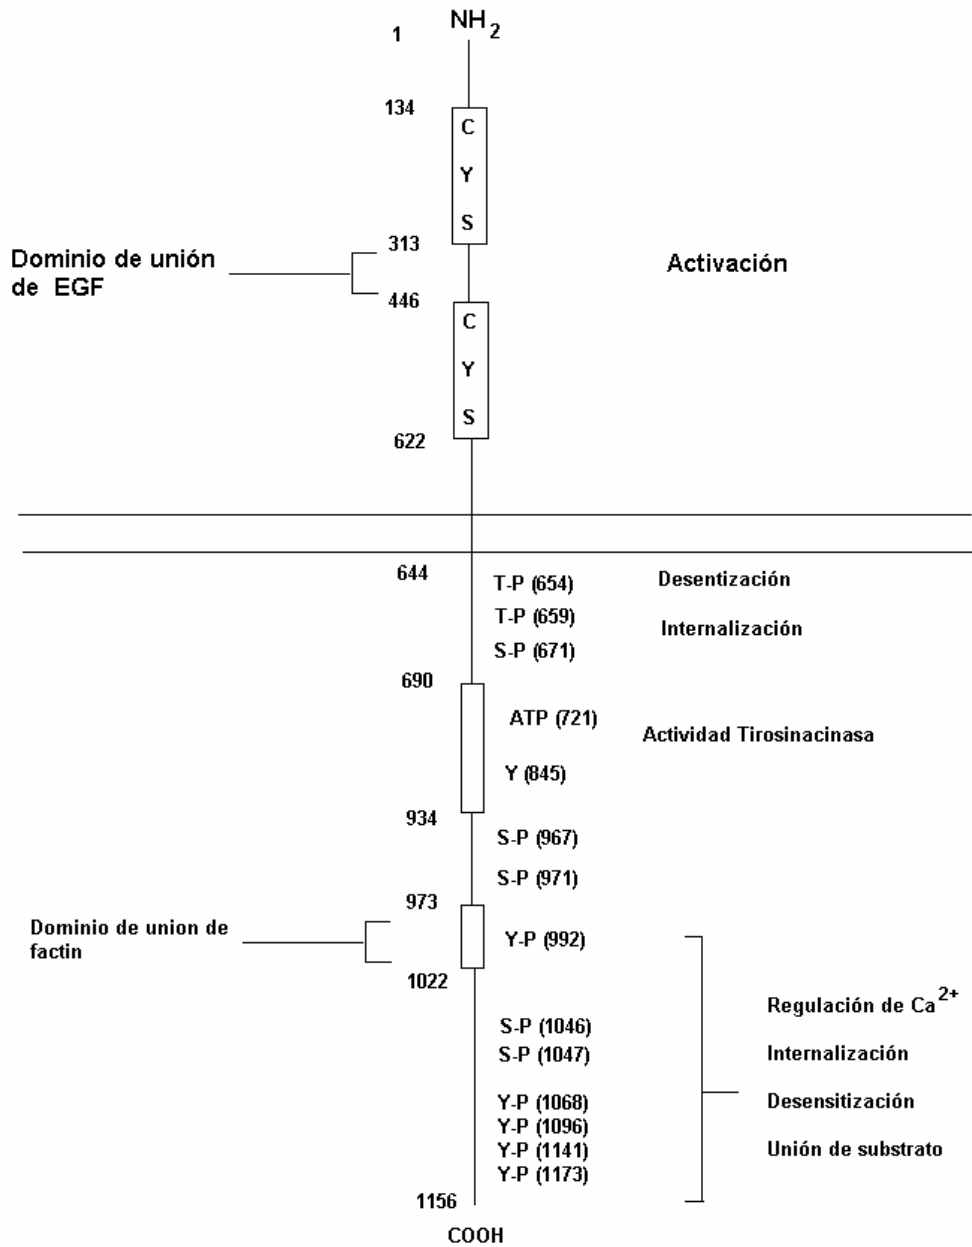 1
NH2
134
C
Y
S
313
Dominio de unión
de EGF
Activación
446
C
Y
S
622
644
T-P (654)
Desentización
T-P (659)
Internalización
S-P (671)
690
ATP (721)
Actividad Tirosinacinasa
Y (845)
934
S-P (967)
S-P (971)
973
Dominio de union de
factin
Y-P (992)
1022
Regulación de Ca2+
S-P (1046)
S-P (1047)
Internalización
Y-P (1068)
Desensitización
Y-P (1096)
Y-P (1141)
Unión de substrato
Y-P (1173)
1156
COOH